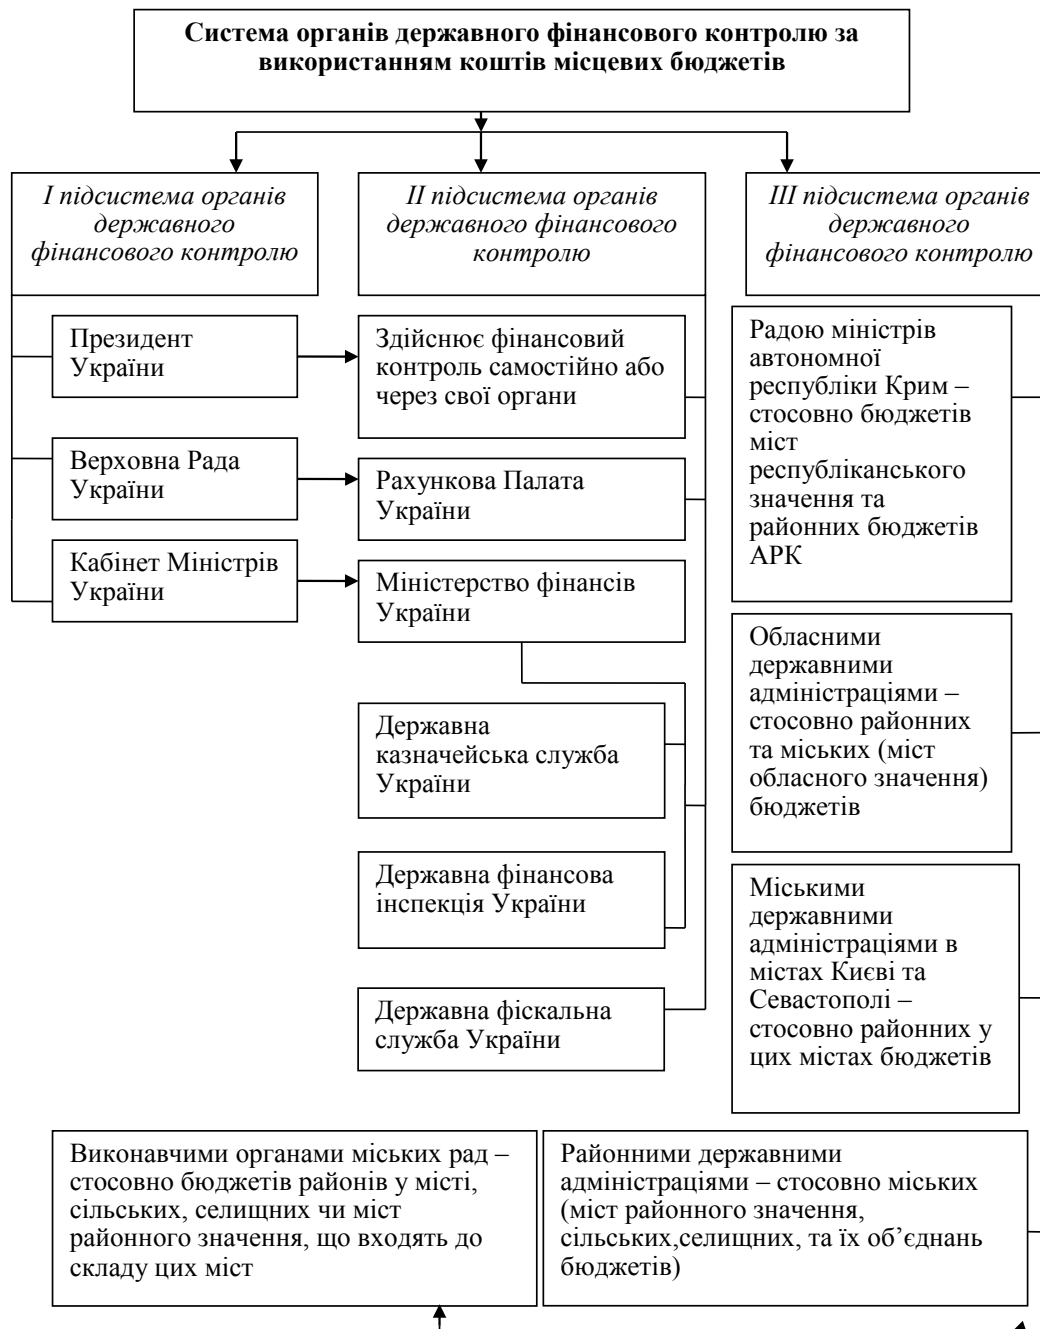 Система органів державного фінансового контролю за
використанням коштів місцевих бюджетів
І підсистема органів
державного
фінансового контролю
ІІ підсистема органів
державного фінансового
контролю
ІІІ підсистема органів
державного
фінансового контролю
Президент
України
Здійснює фінансовий
контроль самостійно або
через свої органи
Верховна Рада
України
Рахункова Палата
України
Кабінет Міністрів
України
Міністерство фінансів
України
Державна
казначейська служба
України
Державна фінансова
інспекція України
Державна фіскальна
служба України
Радою міністрів
автономної
республіки Крим –
стосовно бюджетів
міст
республіканського
значення та
районних бюджетів
АРК
Обласними
державними
адміністраціями –
стосовно районних
та міських (міст
обласного значення)
бюджетів
Міськими
державними
адміністраціями в
містах Києві та
Севастополі –
стосовно районних у
цих містах бюджетів
Виконавчими органами міських рад –
стосовно бюджетів районів у місті,
сільських, селищних чи міст
районного значення, що входять до
складу цих міст
Районними державними
адміністраціями – стосовно міських
(міст районного значення,
сільських,селищних, та їх об’єднань
бюджетів)